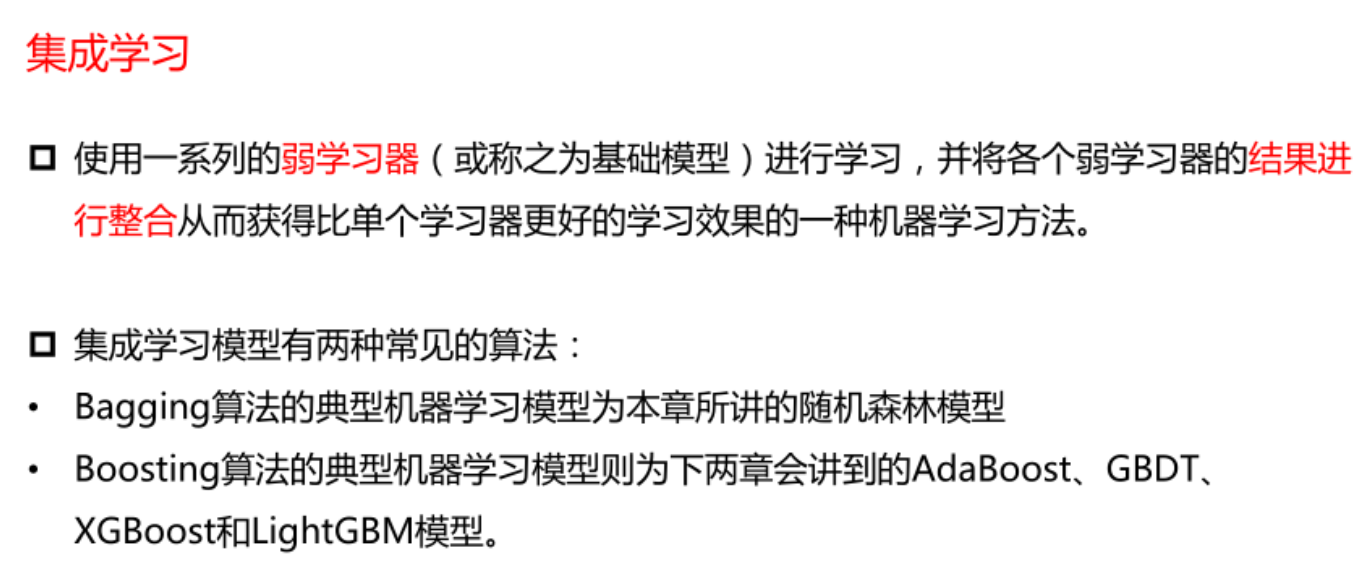 集成学习
使用一系列的弱学习器（或称之为基础模型）进行学习，并将各个弱学习器的结果进
行整合从而获得比单个学习器更好的学习效果的一种机器学习方法。
集成学习模型有两种常见的算法：
• Bagging算法的典型机器学习模型为本章所讲的随机森林模型
• Boosting算法的典型机器学习模型则为下两章会讲到的AdaBoost、GBDT、
XGBoost和LightGBM模型。